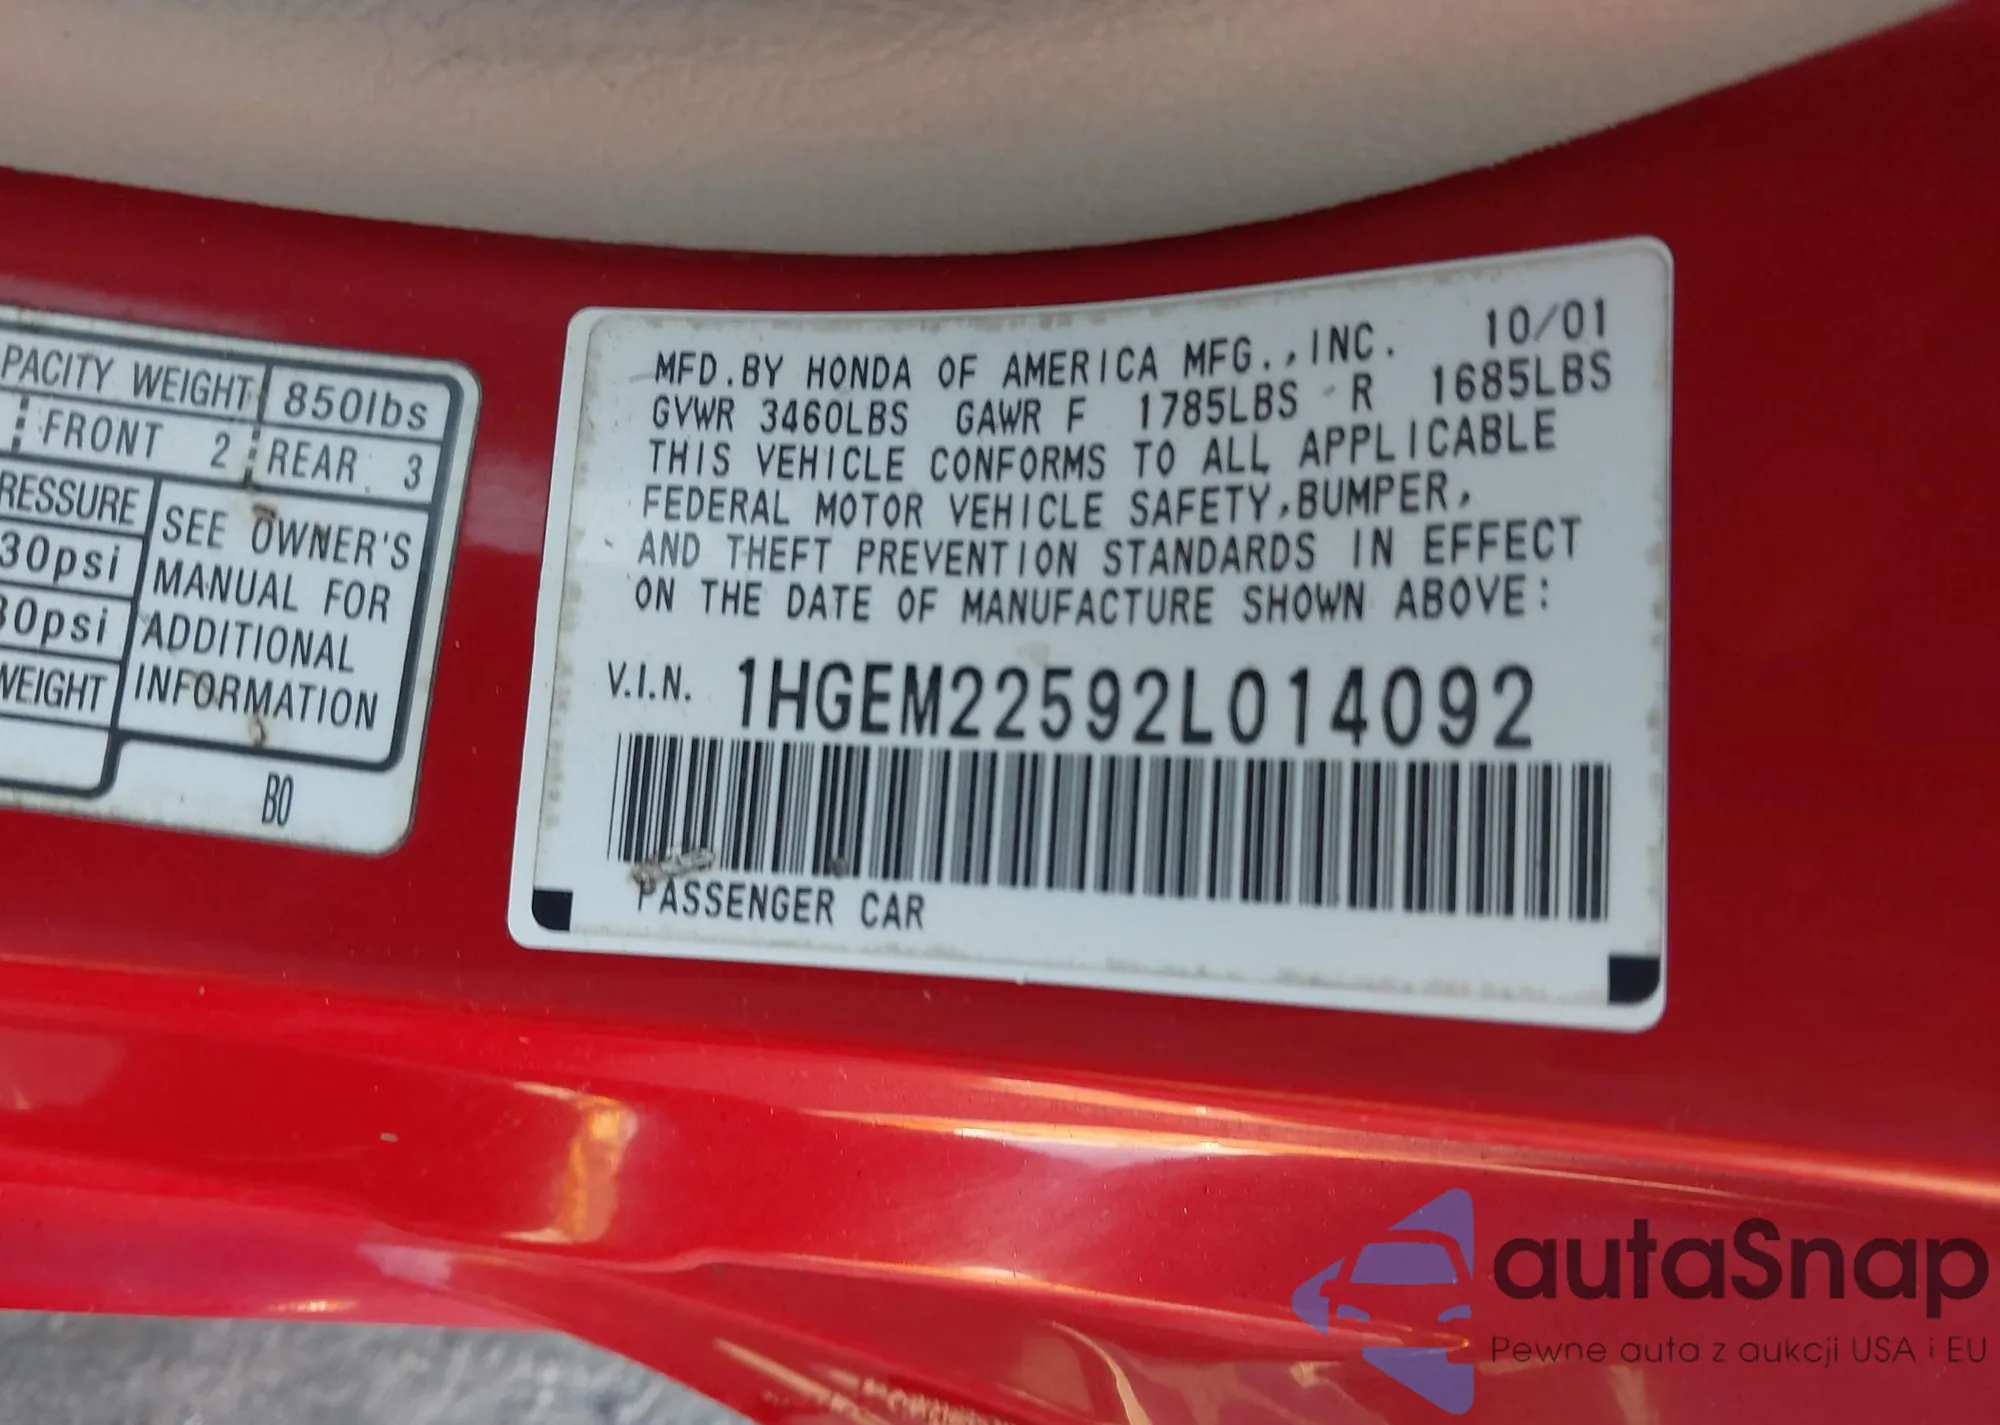 PACITY WEIGHT 850lbs
FRONT 2 REAR 3
RESSURE
30psi
30psi
WEIGHT
SEE OWNER'S
MANUAL FOR
ADDITIONAL
INFORMATION
B0
MFD.BY HONDA OF AMERICA MFG.,INC. 10/01
GVWR 3460LBS GAWR F 1785LBS R 1685LBS
THIS VEHICLE CONFORMS TO ALL APPLICABLE
FEDERAL MOTOR VEHICLE SAFETY,BUMPER,
AND THEFT PREVENTION STANDARDS IN EFFECT
ON THE DATE OF MANUFACTURE SHOWN ABOVE:
V.I.N. 1HGEM22592L014092
PASSENGER CAR
autaSnap
Pewne auta z aukcji USA i EU